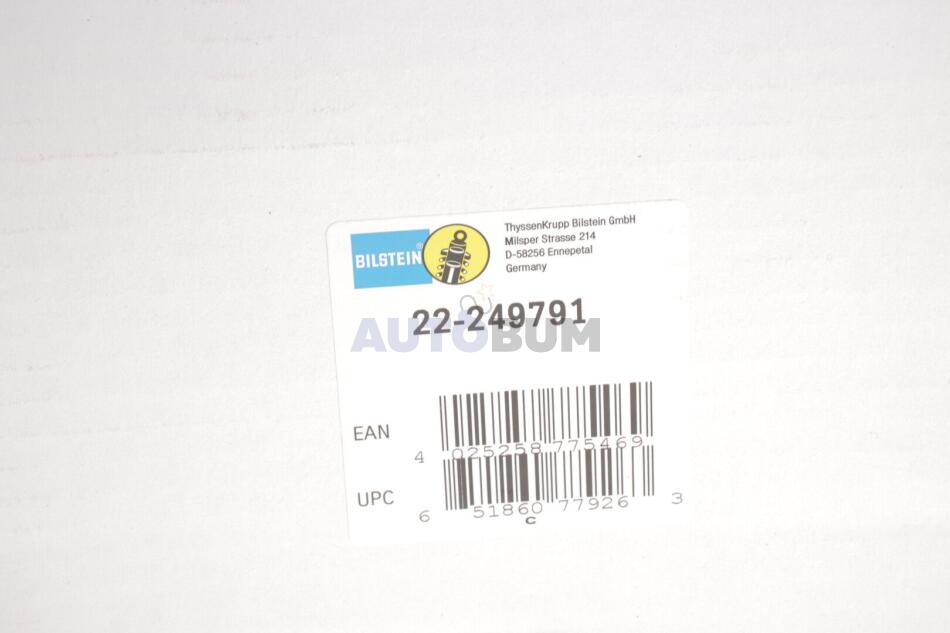 BILSTEIN®
ThyssenKrupp Bilstein GmbH
Milsper Strasse 214
D-58256 Ennepetal
Germany
22-249791
AUTOBUM
EAN
4 025258 775469
UPC
6 51860 77926 3
C